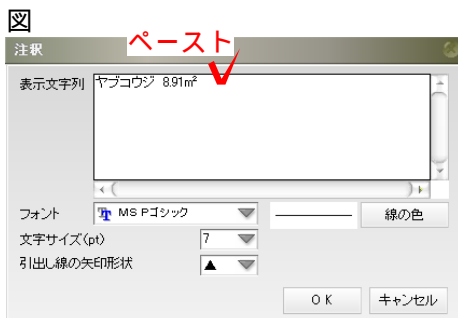 図
ペースト
注釈
表示文字列
ヤブコウジ 8.91m²
フォント
MS Pゴシック
線の色
文字サイズ(pt)
7
引出し線の矢印形状
▲
OK
キャンセル